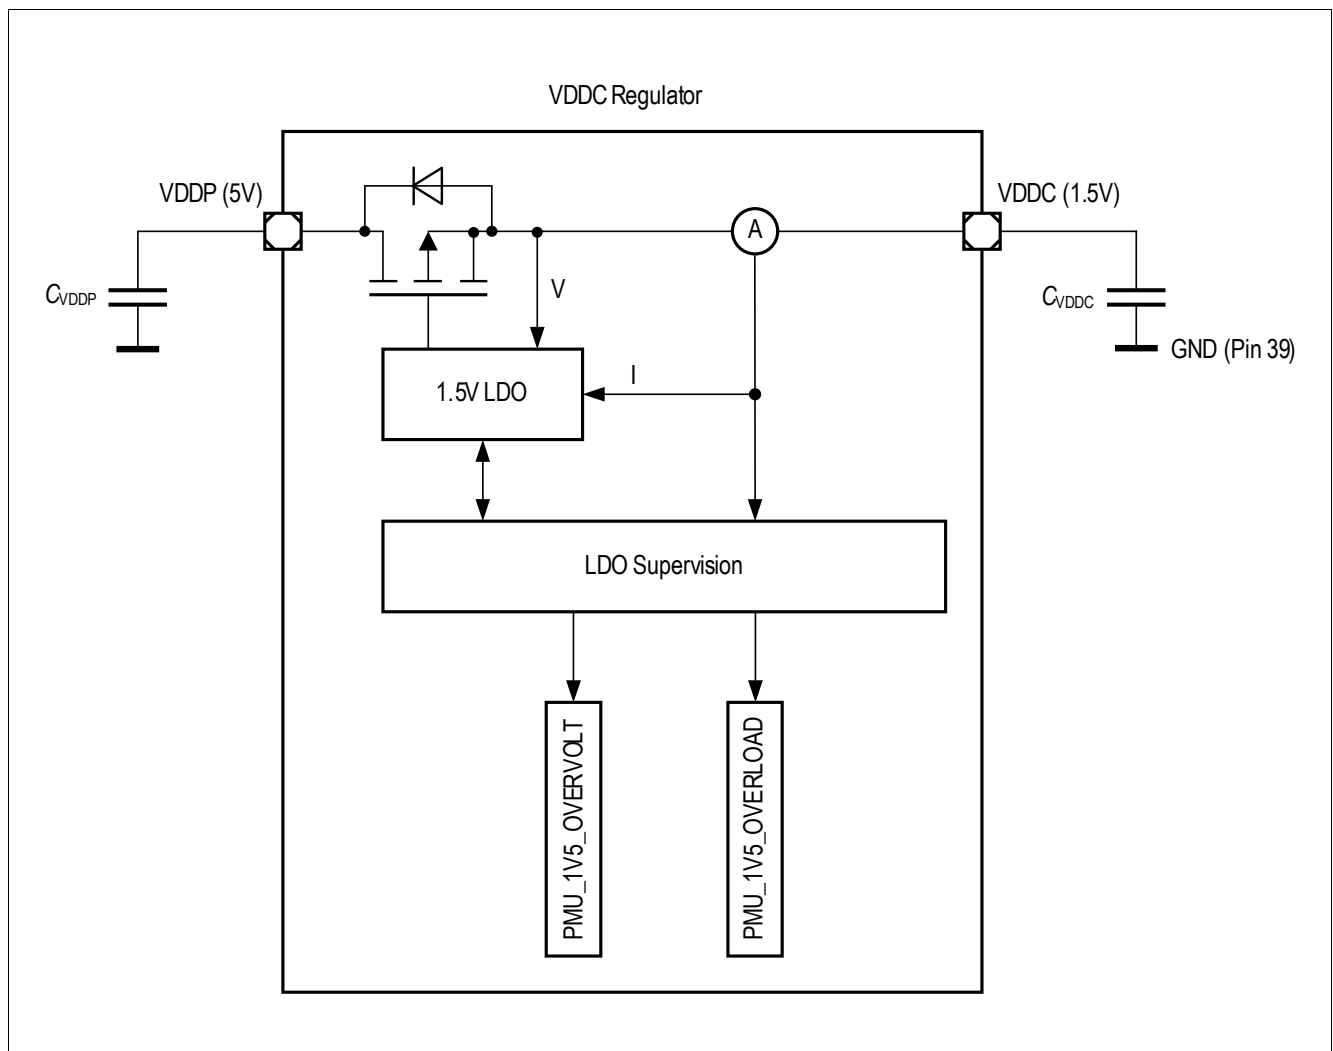 VDDC Regulator
VDDP (5V)
VDDC (1.5V)
A
CVDDP
V
CVDDC
GND (Pin 39)
I
1.5V LDO
LDO Supervision
PMU_1V5_OVERVOLT
PMU_1V5_OVERLOAD